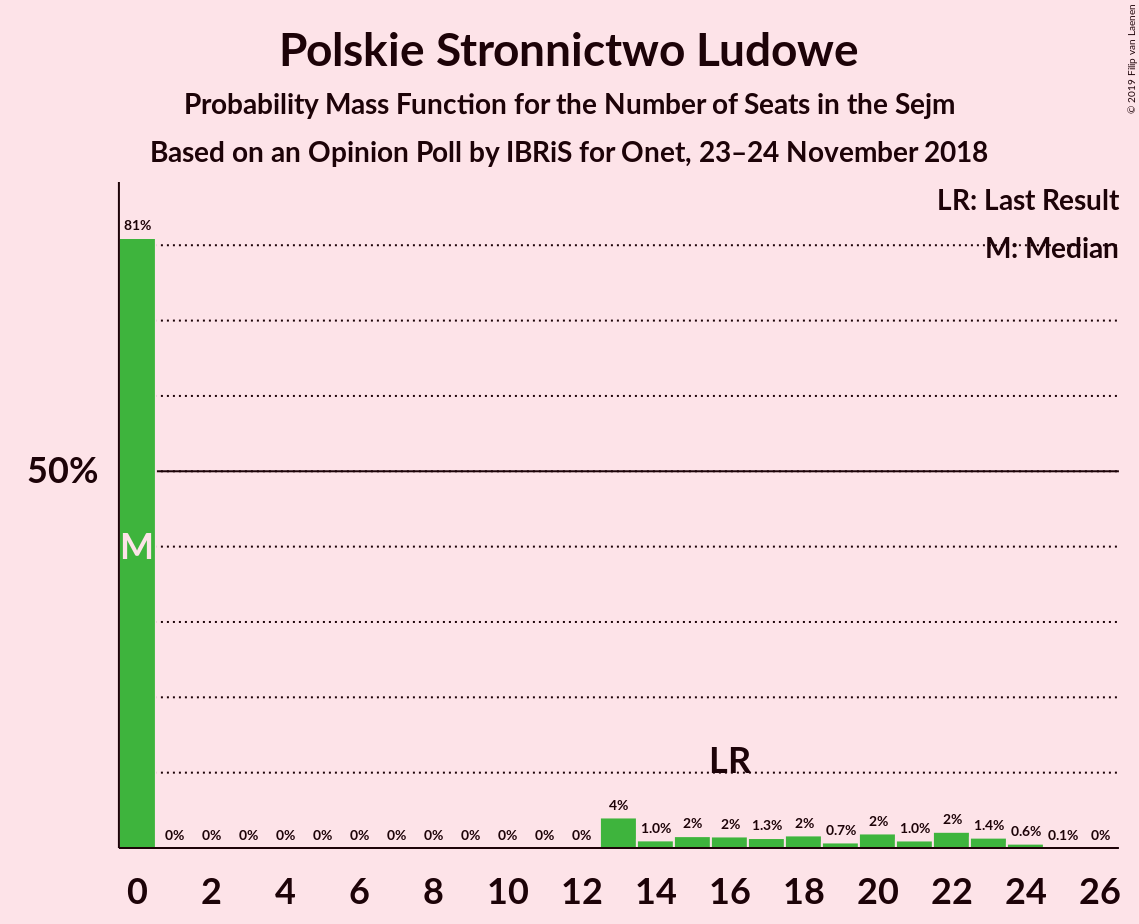 Polskie Stronnictwo Ludowe
Probability Mass Function for the Number of Seats in the Sejm
Based on an Opinion Poll by IBRiS for Onet, 23–24 November 2018
© 2019 Filip van Laenen
LR: Last Result
M: Median
81%
50%
M
LR
0% 0% 0% 0% 0% 0% 0% 0% 0% 0% 0% 0% 4% 1.0% 2% 2% 1.3% 2% 0.7% 2% 1.0% 2% 1.4% 0.6% 0.1% 0%
0 2 4 6 8 10 12 14 16 18 20 22 24 26